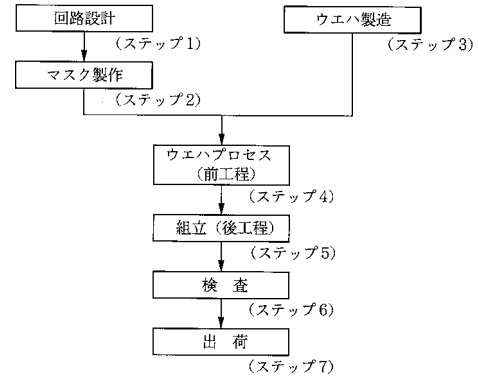 回路設計
(ステップ1)
マスク製作
(ステップ2)
ウエハ製造
(ステップ3)
ウエハプロセス
(前工程)
(ステップ4)
組立(後工程)
(ステップ5)
検 査
(ステップ6)
出 荷
(ステップ7)